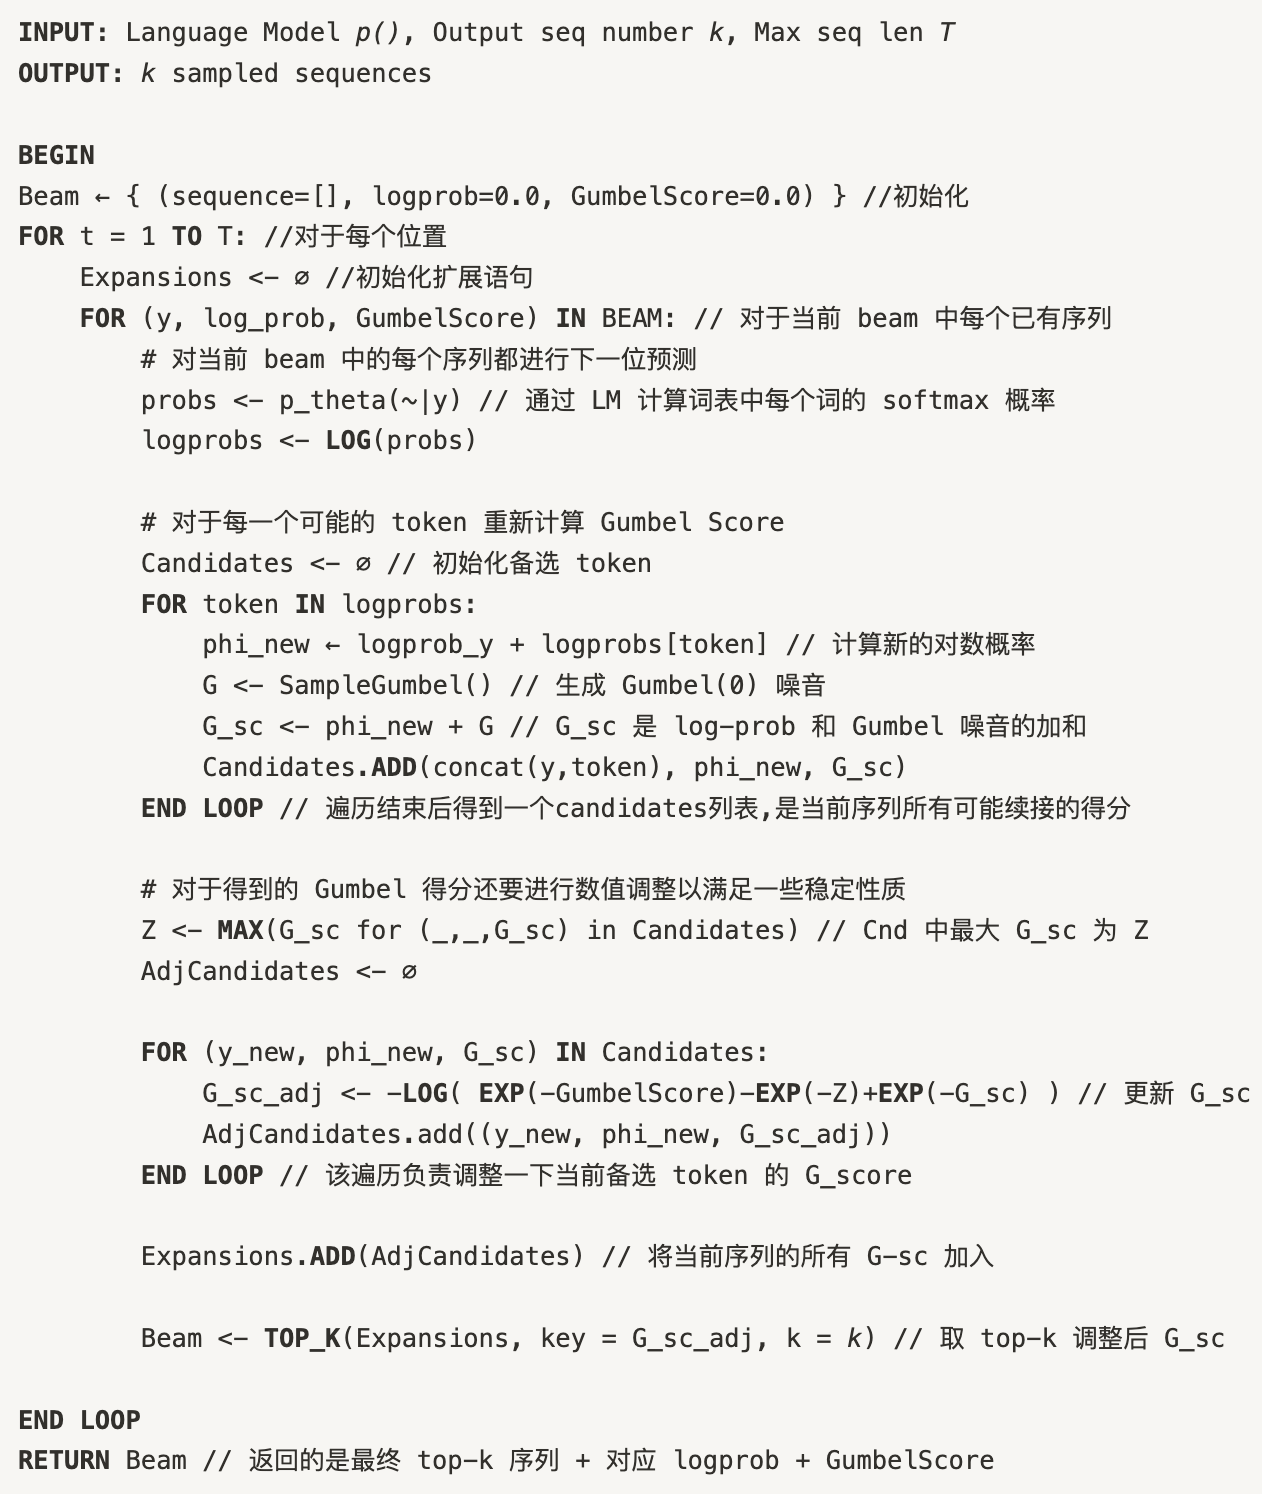 INPUT: Language Model p(), Output seq number k, Max seq len T
OUTPUT: k sampled sequences
BEGIN
Beam ← { (sequence=[], logprob=0.0, GumbelScore=0.0) } //初始化
FOR t = 1 TO T: //对于每个位置
Expansions <- ∅ //初始化扩展语句
FOR (y, log_prob, GumbelScore) IN BEAM: // 对于当前 beam 中每个已有序列
# 对当前 beam 中的每个序列都进行下一位预测
probs <- p_theta(~|y) // 通过 LM 计算词表中每个词的 softmax 概率
logprobs <- LOG(probs)
# 对于每一个可能的 token 重新计算 Gumbel Score
Candidates <- ∅ // 初始化备选 token
FOR token IN logprobs:
phi_new ← logprob_y + logprobs[token] // 计算新的对数概率
G <- SampleGumbel() // 生成 Gumbel(0) 噪音
G_sc <- phi_new + G // G_sc 是 log-prob 和 Gumbel 噪音的加和
Candidates.ADD(concat(y,token), phi_new, G_sc)
END LOOP // 遍历结束后得到一个candidates列表,是当前序列所有可能续接的得分
# 对于得到的 Gumbel 得分还要进行数值调整以满足一些稳定性质
Z <- MAX(G_sc for (_,_,G_sc) in Candidates) // Cnd 中最大 G_sc 为 Z
AdjCandidates <- ∅
FOR (y_new, phi_new, G_sc) IN Candidates:
G_sc_adj <- -LOG( EXP(-GumbelScore)-EXP(-Z)+EXP(-G_sc) ) // 更新 G_sc
AdjCandidates.add((y_new, phi_new, G_sc_adj))
END LOOP // 该遍历负责调整一下当前备选 token 的 G_score
Expansions.ADD(AdjCandidates) // 将当前序列的所有 G-sc 加入
Beam <- TOP_K(Expansions, key = G_sc_adj, k = k) // 取 top-k 调整后 G_sc
END LOOP
RETURN Beam // 返回的是最终 top-k 序列 + 对应 logprob + GumbelScore